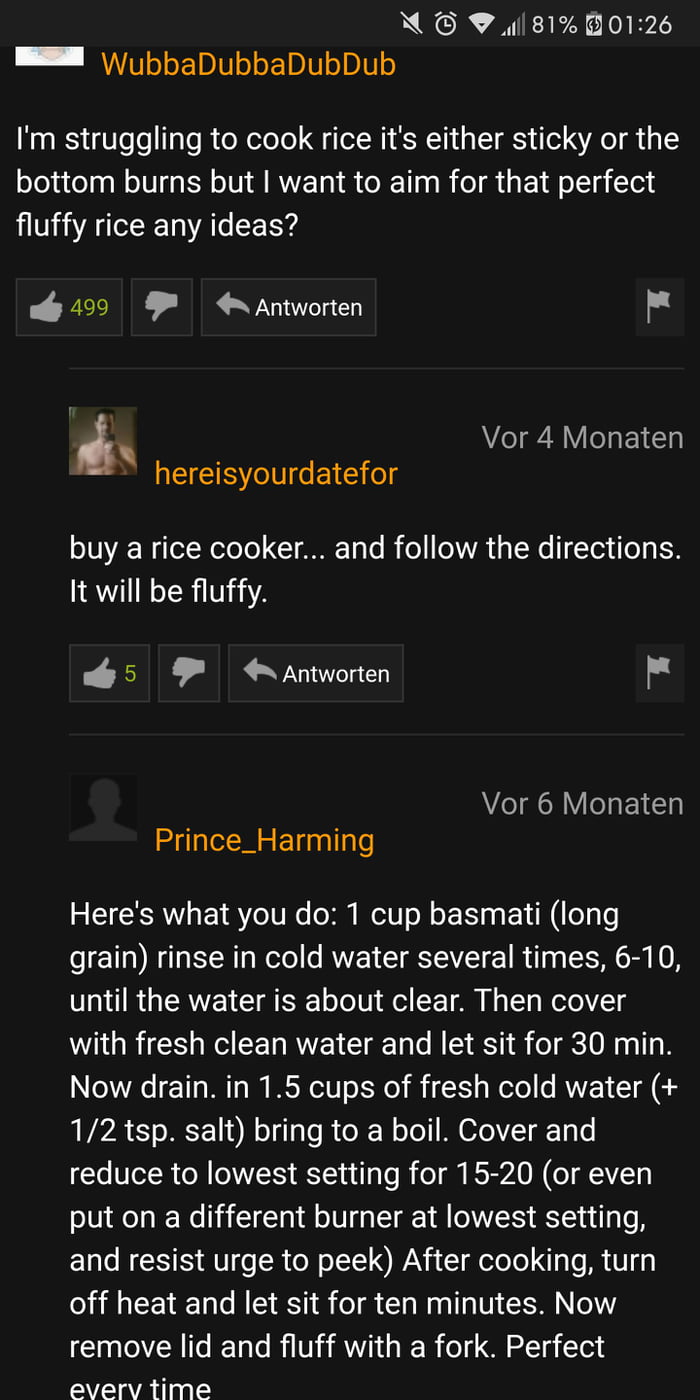 81% 01:26
WubbaDubbaDubDub
I'm struggling to cook rice it's either sticky or the
bottom burns but I want to aim for that perfect
fluffy rice any ideas?
499 Antworten
Vor 4 Monaten
hereisyourdatefor
buy a rice cooker... and follow the directions.
It will be fluffy.
5 Antworten
Vor 6 Monaten
Prince_Harming
Here's what you do: 1 cup basmati (long
grain) rinse in cold water several times, 6-10,
until the water is about clear. Then cover
with fresh clean water and let sit for 30 min.
Now drain. in 1.5 cups of fresh cold water (+
1/2 tsp. salt) bring to a boil. Cover and
reduce to lowest setting for 15-20 (or even
put on a different burner at lowest setting,
and resist urge to peek) After cooking, turn
off heat and let sit for ten minutes. Now
remove lid and fluff with a fork. Perfect
every time